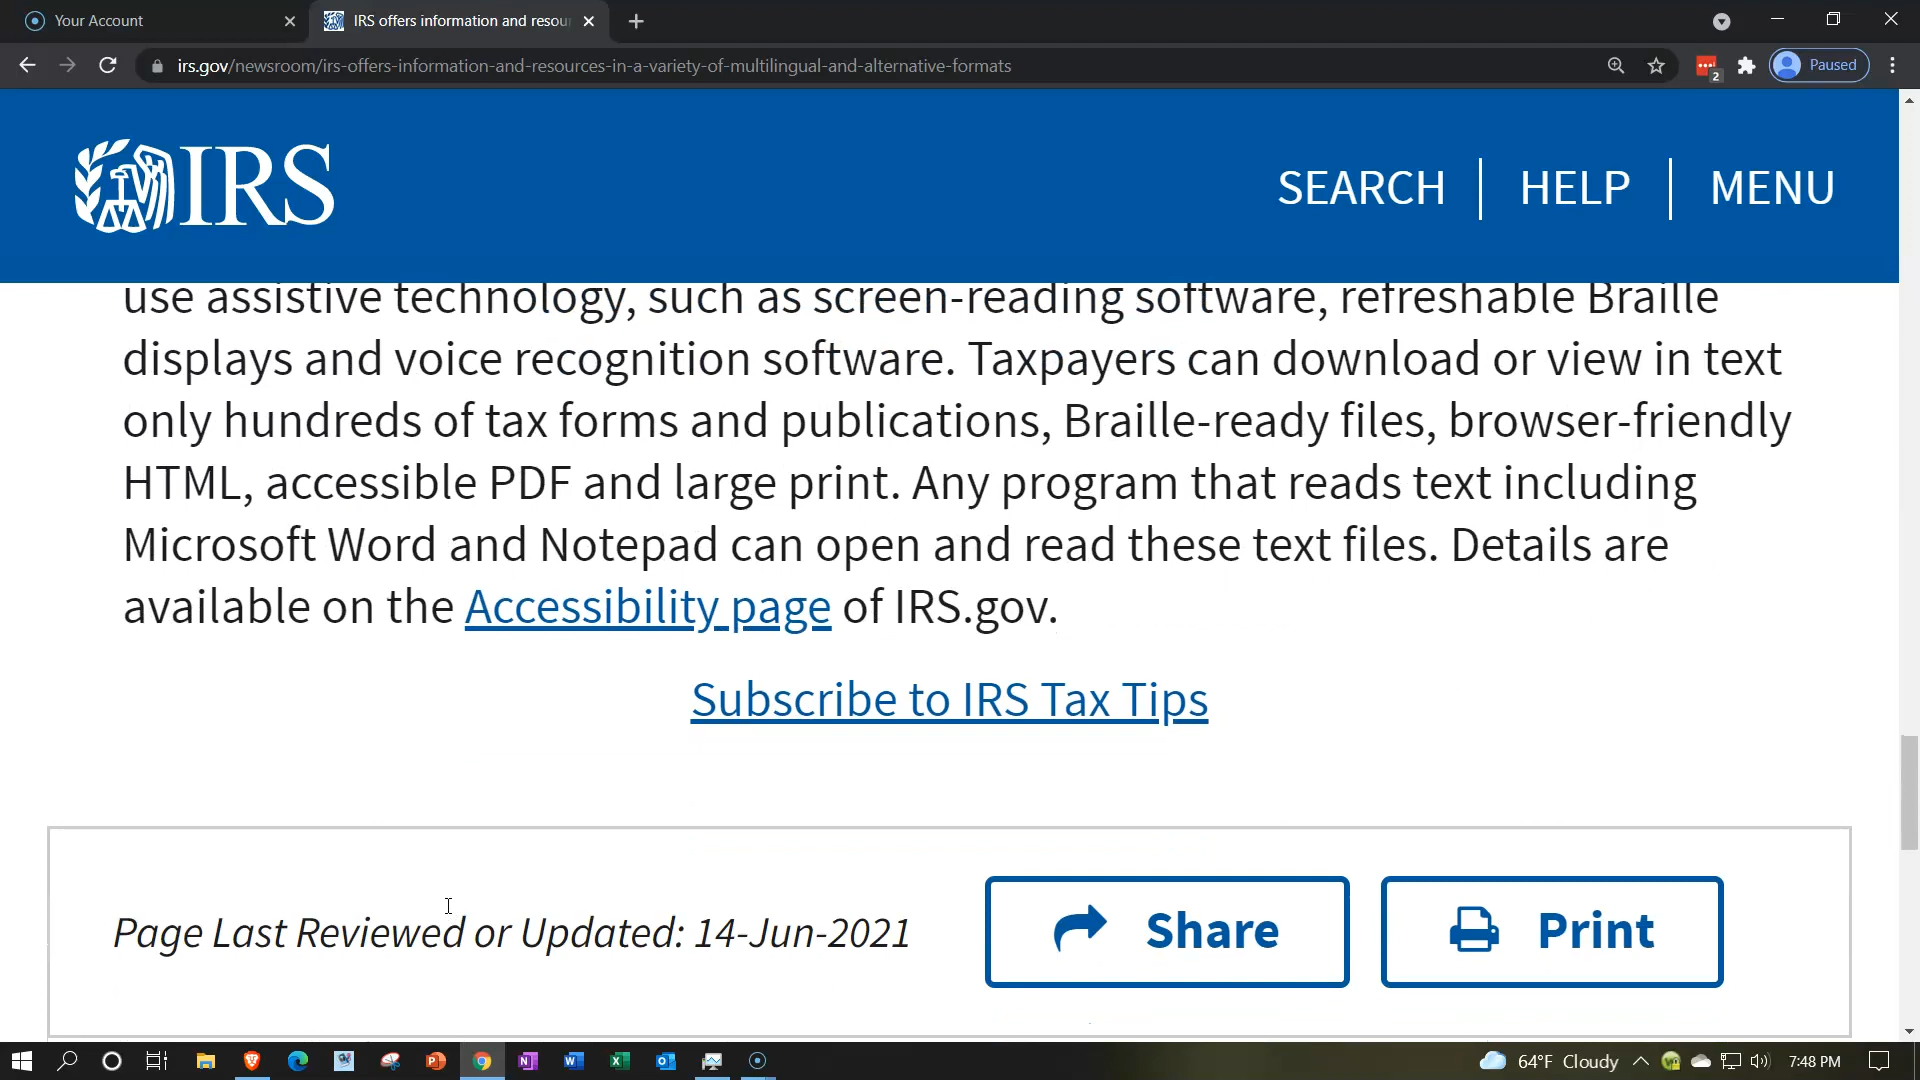 Your Account
IRS offers information and resou
irs.gov/newsroom/irs-offers-information-and-resources-in-a-variety-of-multilingual-and-alternative-formats
2
Paused
IRS
SEARCH
HELP
MENU
use assistive technology, such as screen-reading software, refreshable Braille
displays and voice recognition software. Taxpayers can download or view in text
only hundreds of tax forms and publications, Braille-ready files, browser-friendly
HTML, accessible PDF and large print. Any program that reads text including
Microsoft Word and Notepad can open and read these text files. Details are
available on the Accessibility page of IRS.gov.
Subscribe to IRS Tax Tips
Page Last Reviewed or Updated: 14-Jun-2021
Share
Print
64°F Cloudy
7:48 PM